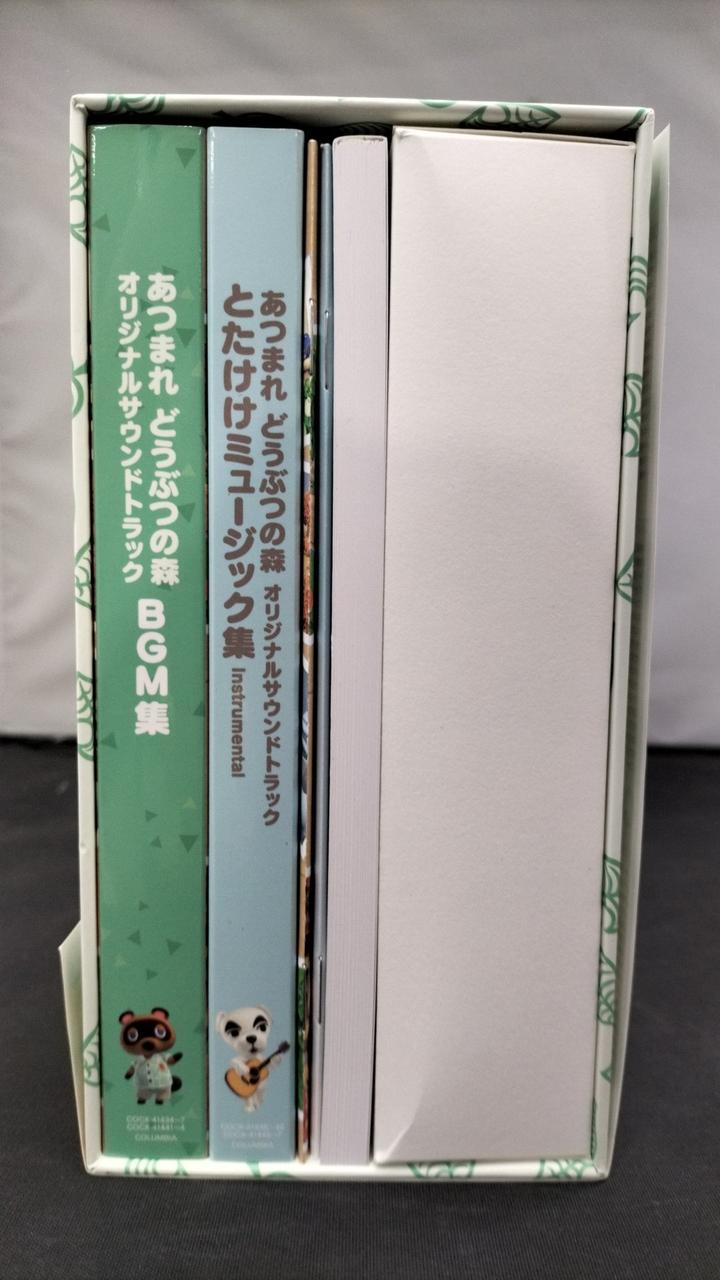 あつまれ どうぶつの森
オリジナルサウンドトラック
BGM集
COLUMBIA
あつまれ どうぶつの森 オリジナルサウンドトラック
とたけけミュージック集 Instrumental
COLUMBIA